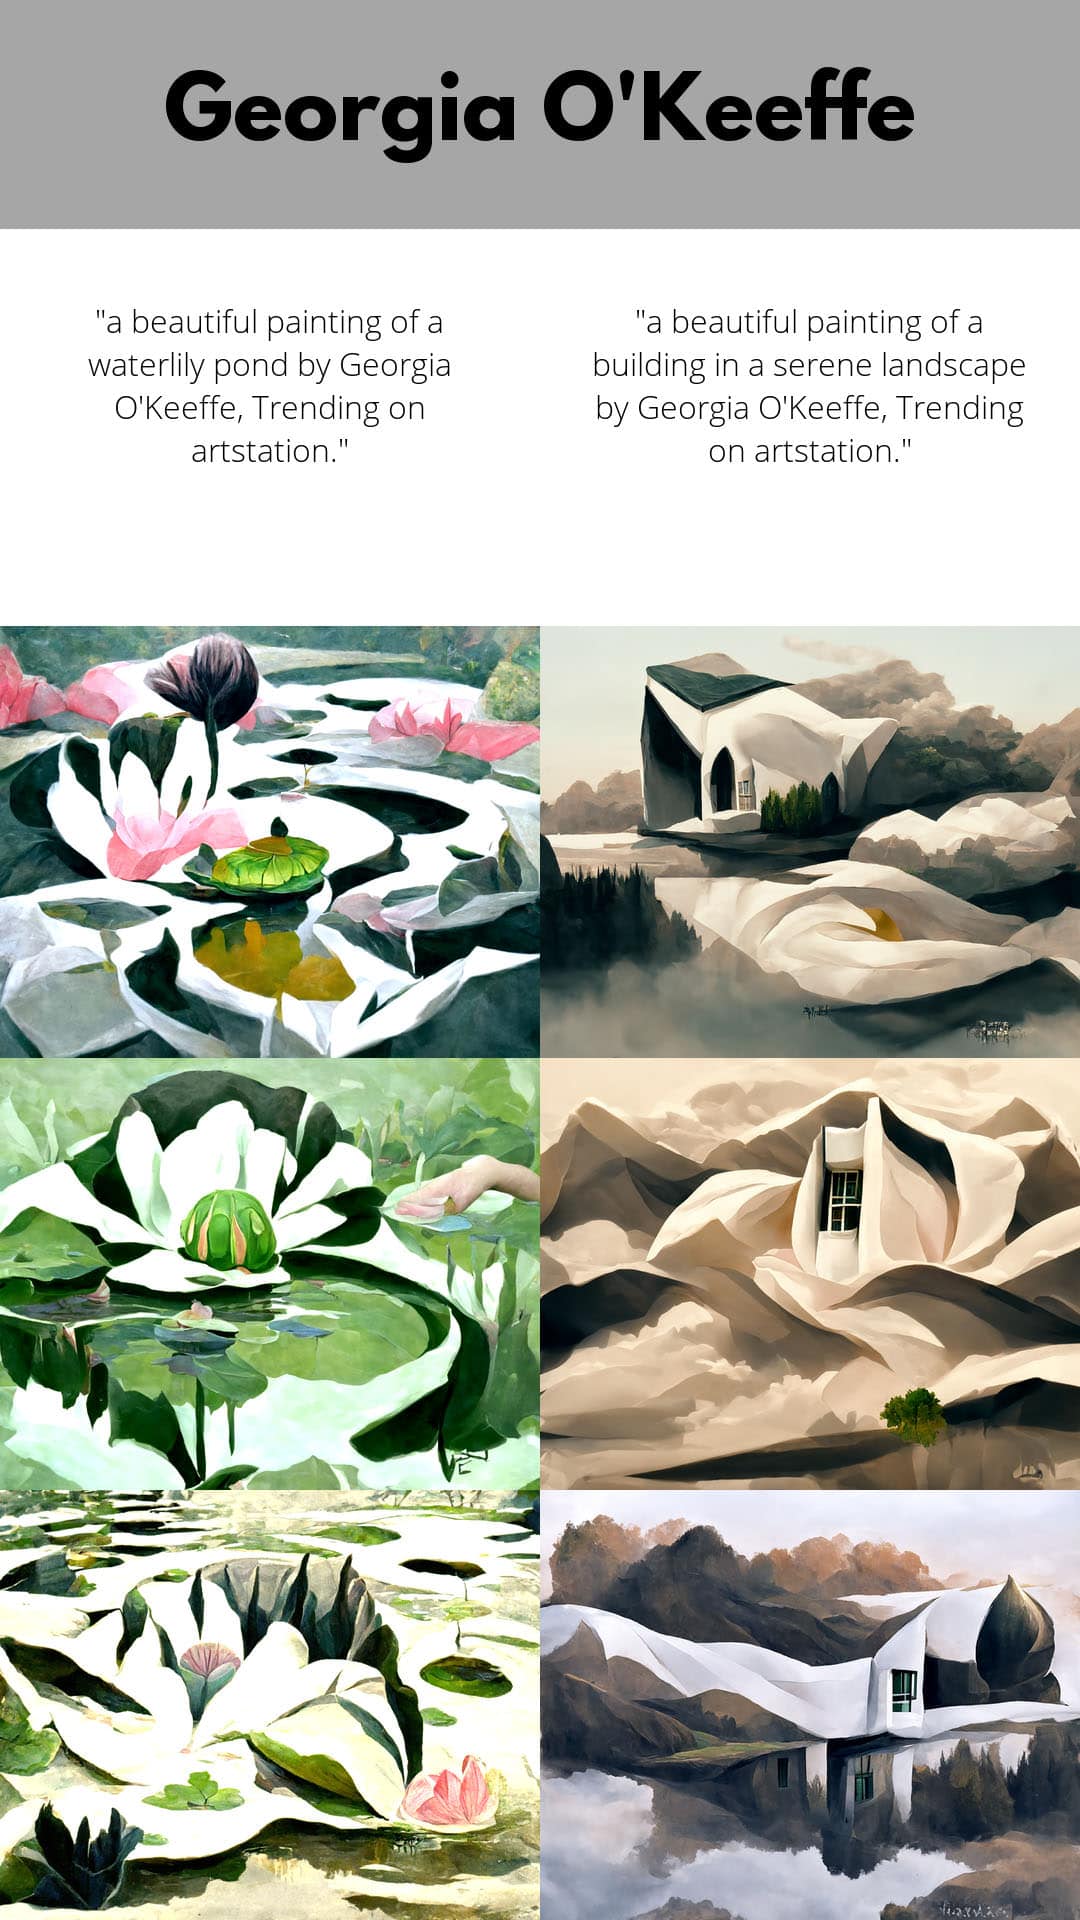 Georgia O'Keeffe
"a beautiful painting of a
waterlily pond by Georgia
O'Keeffe, Trending on
artstation."
"a beautiful painting of a
building in a serene landscape
by Georgia O'Keeffe, Trending
on artstation."